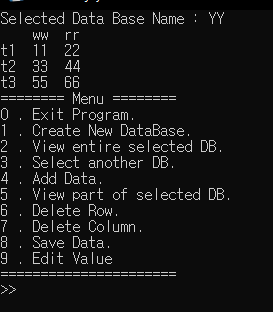 Selected Data Base Name : YY
    ww  rr
t1  11  22
t2  33  44
t3  55  66
======== Menu ========
0 . Exit Program.
1 . Create New DataBase.
2 . View entire selected DB.
3 . Select another DB.
4 . Add Data.
5 . View part of selected DB.
6 . Delete Row.
7 . Delete Column.
8 . Save Data.
9 . Edit Value
======================
>>